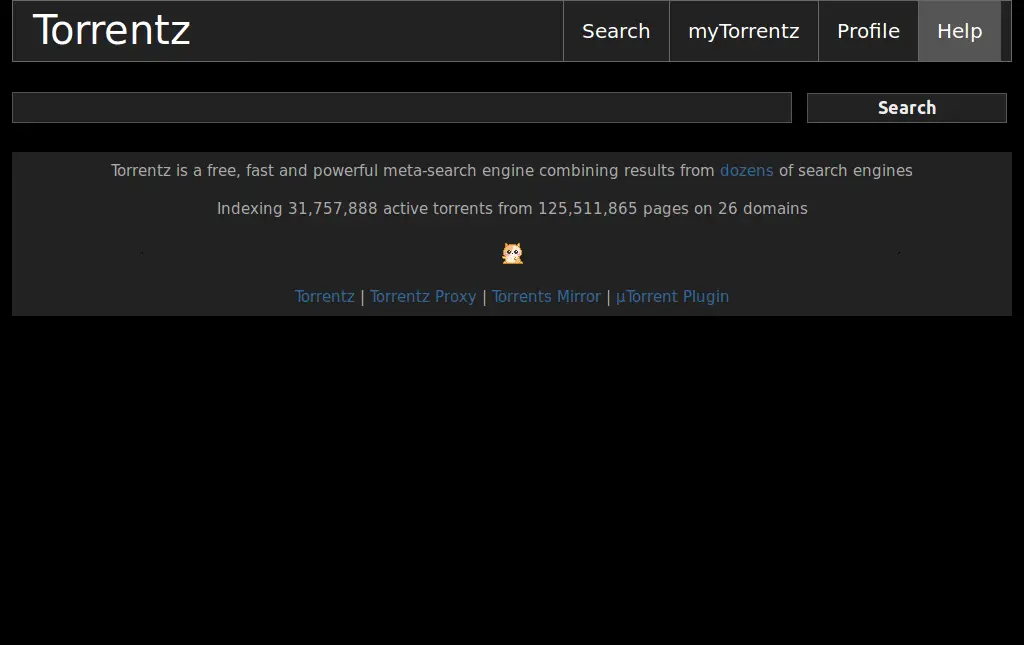 Torrentz Search myTorrentz Profile Help
Search
Torrentz is a free, fast and powerful meta-search engine combining results from dozens of search engines
Indexing 31,757,888 active torrents from 125,511,865 pages on 26 domains
Torrentz | Torrentz Proxy | Torrents Mirror | µTorrent Plugin